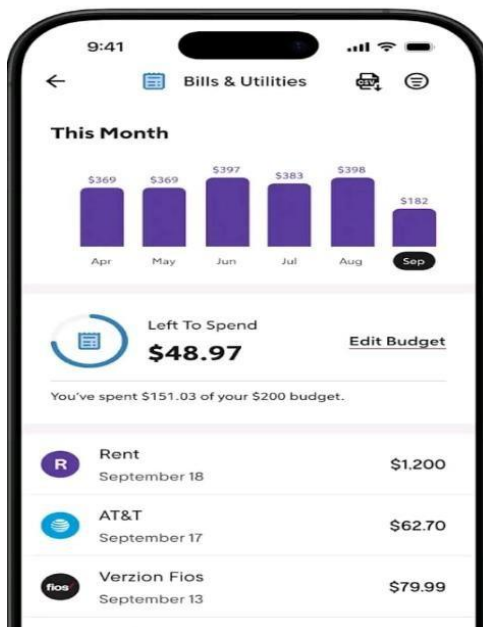 9:41
Bills & Utilities
CSV
This Month
$369 $369 $397 $383 $398 $182
Apr May Jun Jul Aug Sep
Left To Spend
$48.97
Edit Budget
You've spent $151.03 of your $200 budget.
R
Rent
September 18
$1,200
AT&T
September 17
$62.70
fios
Verzion Fios
September 13
$79.99